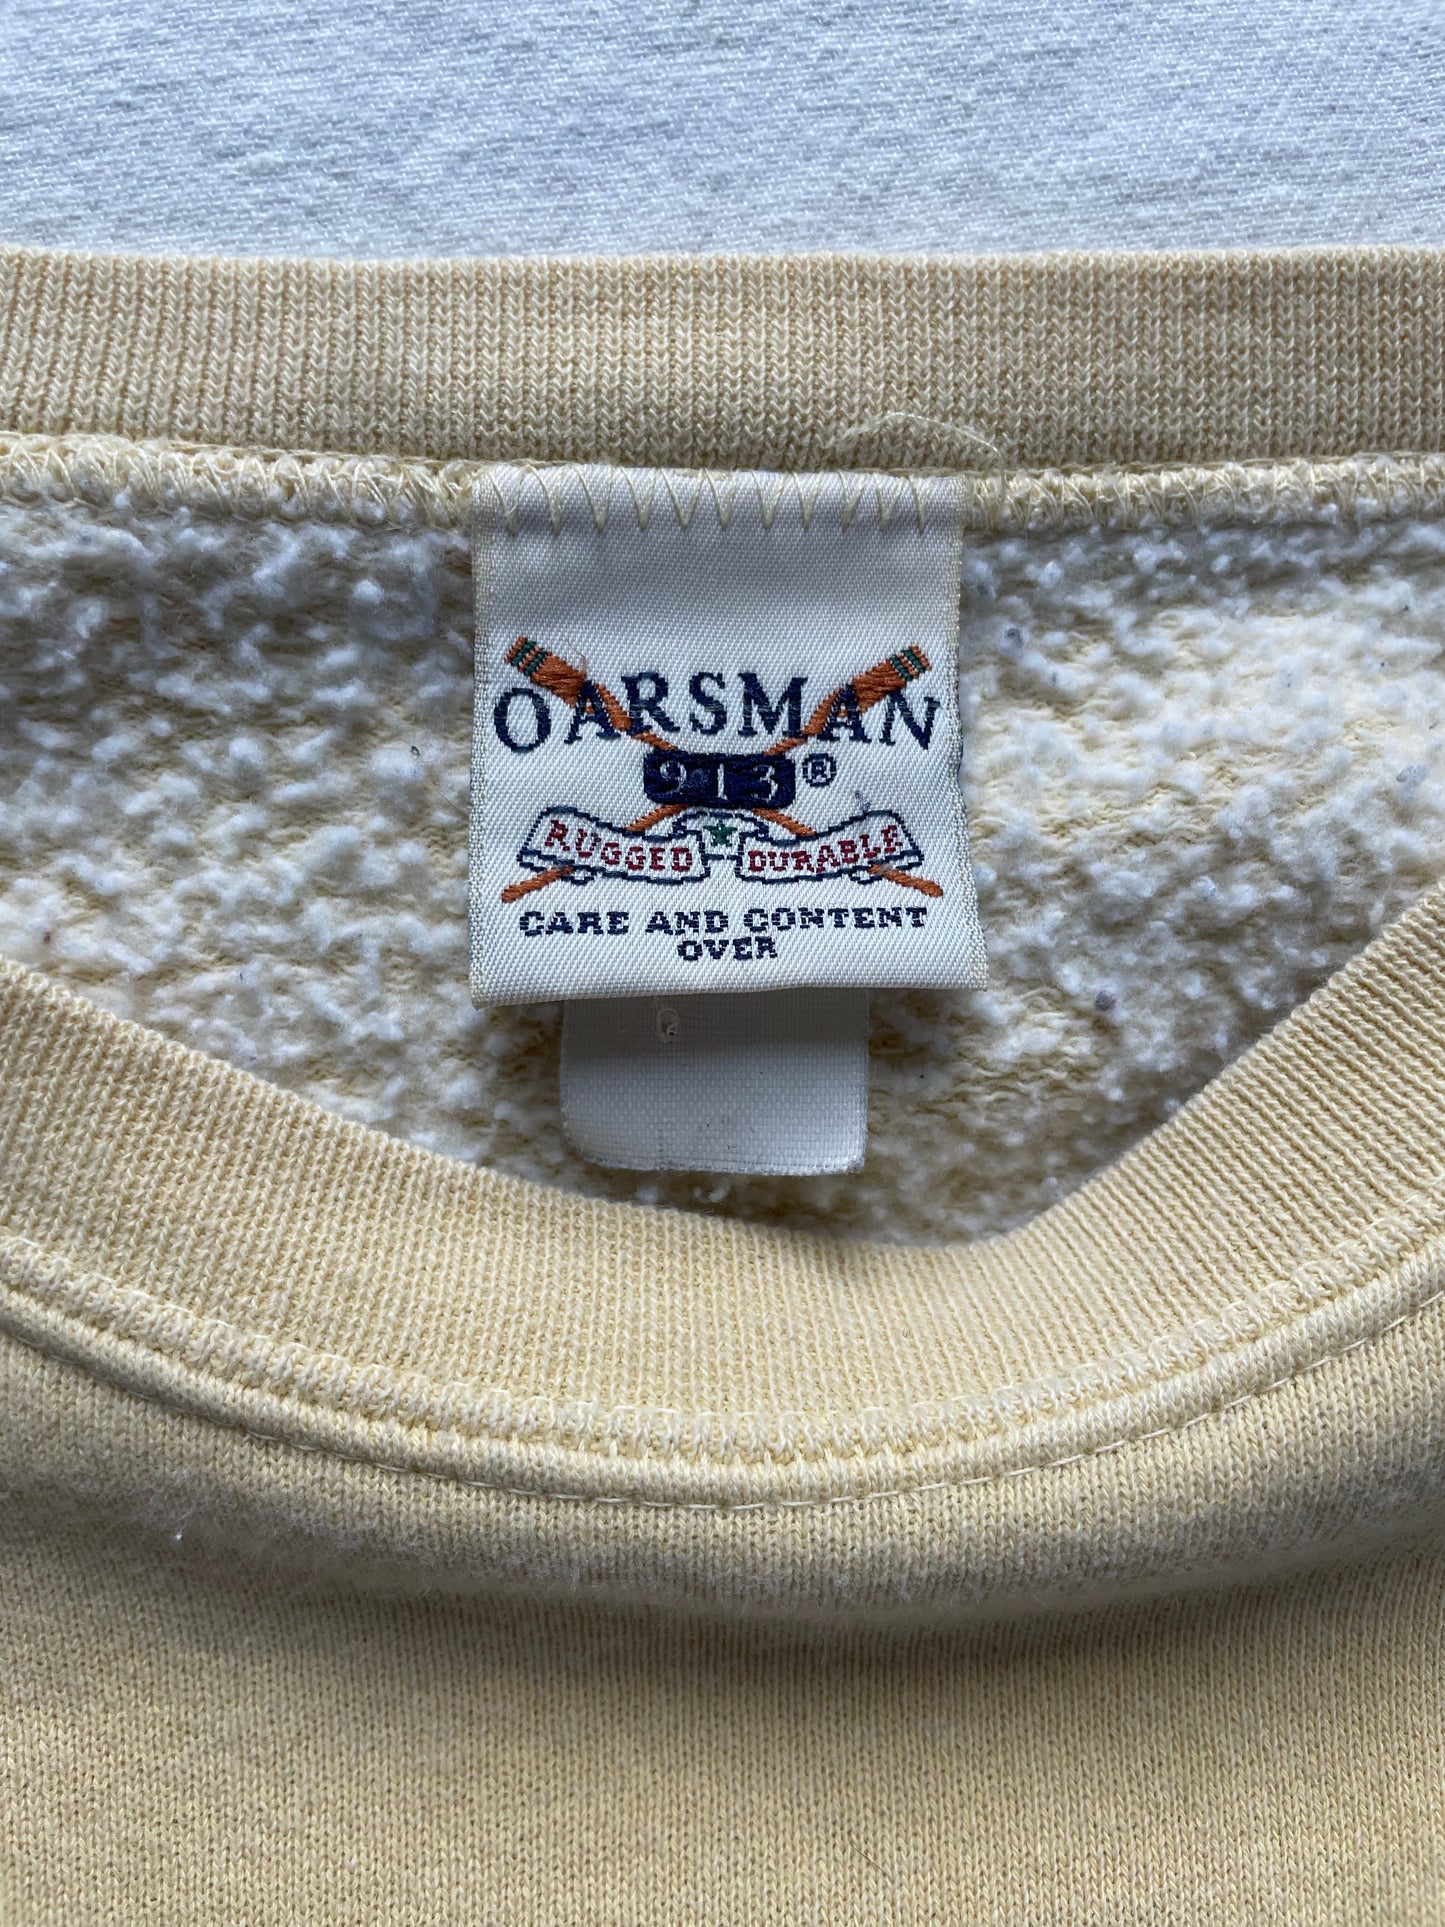 OARSMAN
913®
RUGGED DURABLE
CARE AND CONTENT
OVER